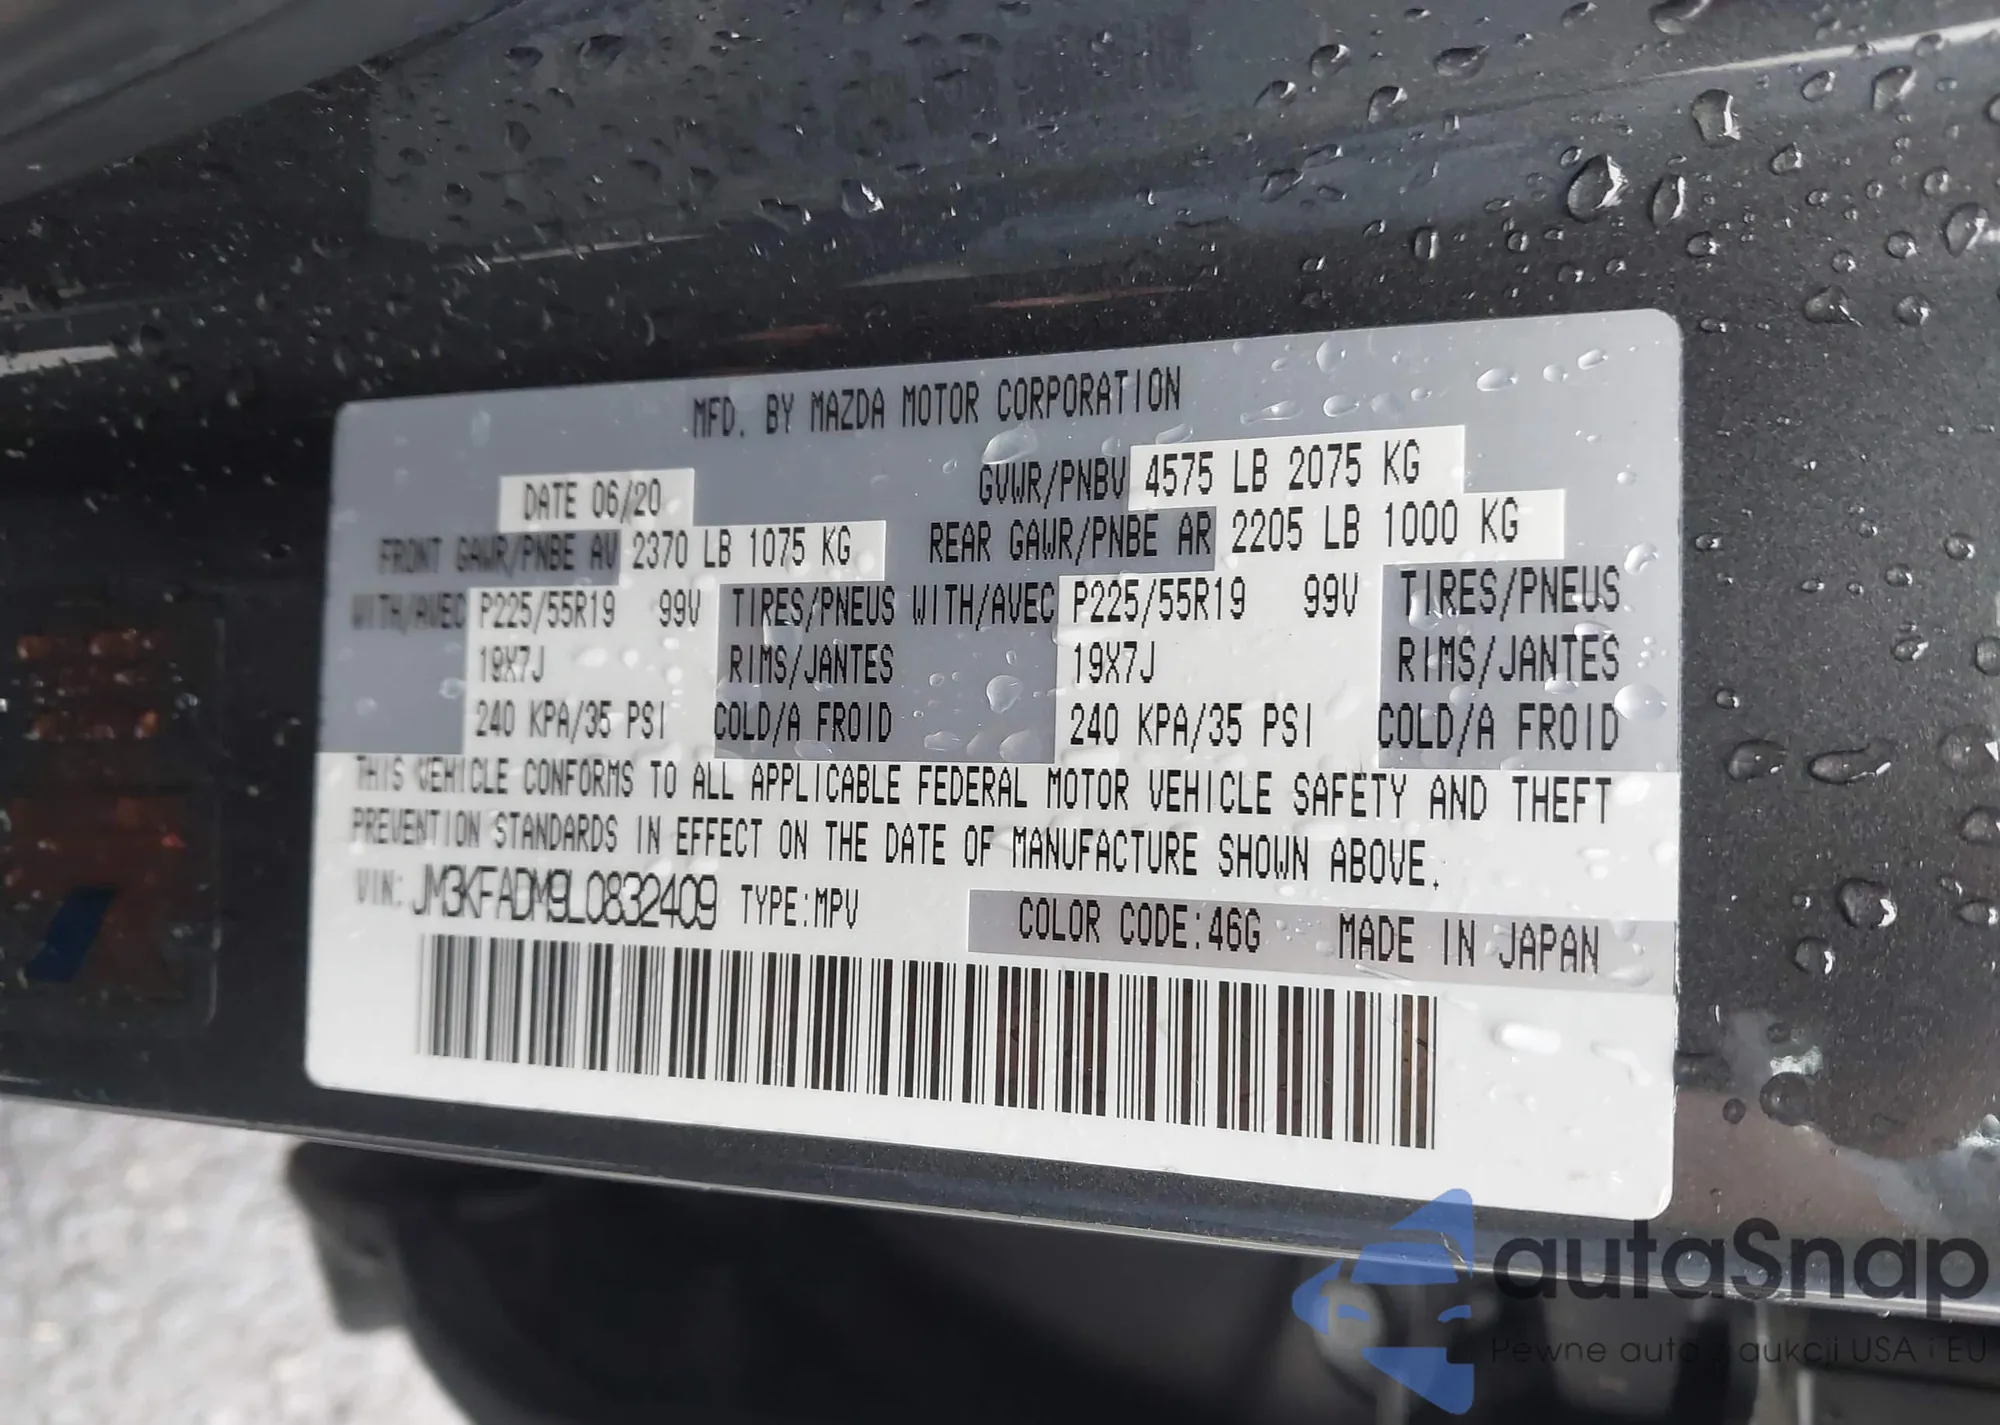 MFD. BY MAZDA MOTOR CORPORATION
DATE 06/20 GVWR/PNBV 4575 LB 2075 KG
FRONT GAWR/PNBE AV 2370 LB 1075 KG REAR GAWR/PNBE AR 2205 LB 1000 KG
WITH/AVEC P225/55R19 99V TIRES/PNEUS WITH/AVEC P225/55R19 99V TIRES/PNEUS
19X7J RIMS/JANTES 19X7J RIMS/JANTES
240 KPA/35 PSI COLD/A FROID 240 KPA/35 PSI COLD/A FROID
THIS VEHICLE CONFORMS TO ALL APPLICABLE FEDERAL MOTOR VEHICLE SAFETY AND THEFT
PREVENTION STANDARDS IN EFFECT ON THE DATE OF MANUFACTURE SHOWN ABOVE.
VIN: JM3KFADM9L0832409 TYPE:MPV COLOR CODE:46G MADE IN JAPAN
autaSnap
Pewne auta z aukcji USA i EU